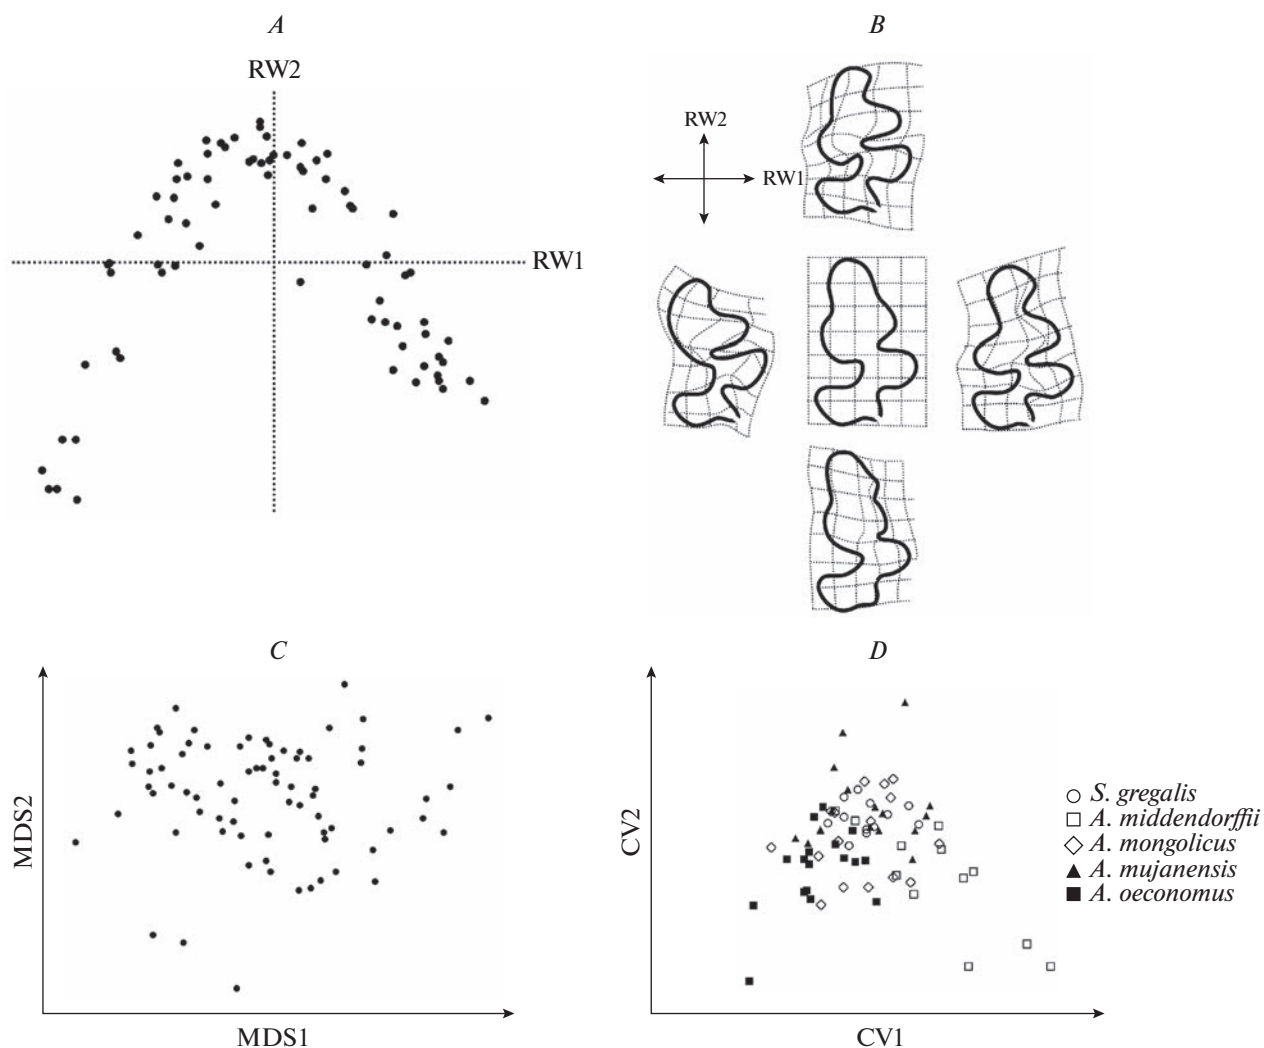 A
B
RW2
RW1
RW2
RW1
C
D
MDS2
MDS1
CV2
CV1
S. gregalis
A. middendorffii
A. mongolicus
A. mujanensis
A. oeconomus